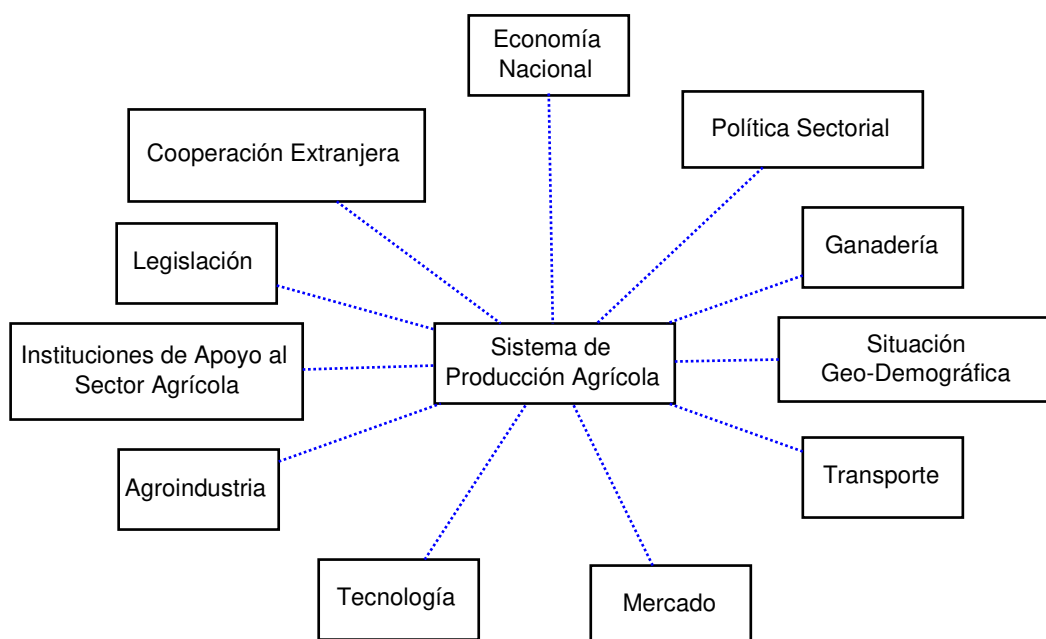 Economía
Nacional
Política Sectorial
Cooperación Extranjera
Ganadería
Legislación
Sistema de
Producción Agrícola
Situación
Geo-Demográfica
Instituciones de Apoyo al
Sector Agrícola
Agroindustria
Transporte
Tecnología
Mercado